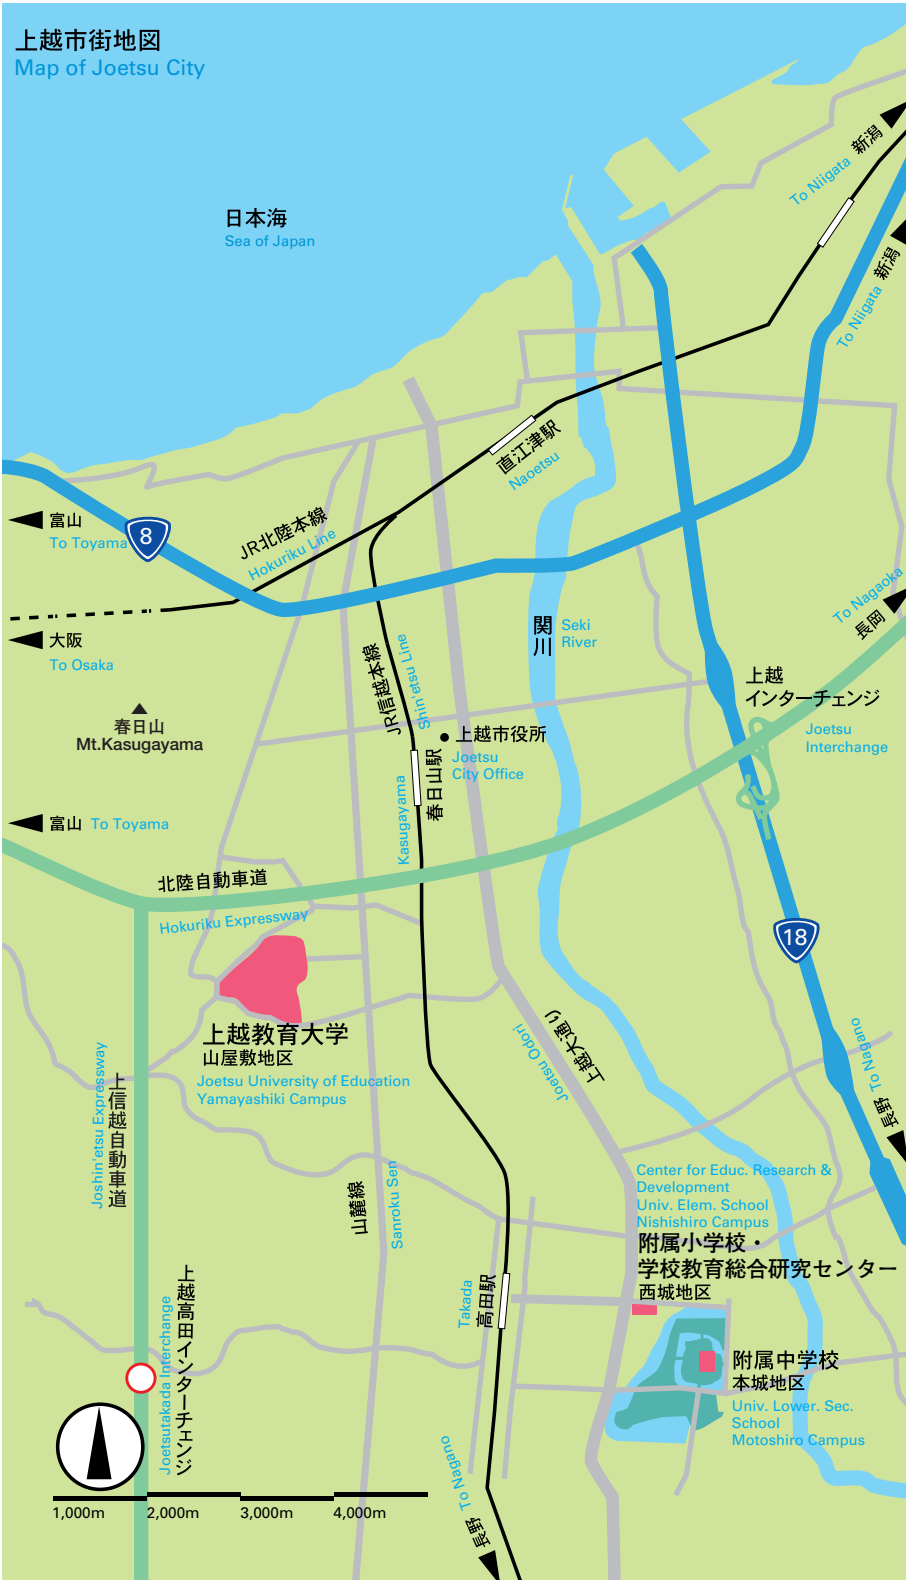 上越市街地図
Map of Joetsu City
新潟
To Niigata
日本海
Sea of Japan
新潟
To Niigata
直江津駅
Naoetsu
富山
To Toyama
8
JR北陸本線
Hokuriku Line
大阪
To Osaka
関川
Seki
River
To Nagaoka
長岡
JR信越本線
Shin'etsu Line
上越
インターチェンジ
Joetsu
Interchange
春日山
Mt.Kasugayama
上越市役所
Joetsu
City Office
春日山駅
Kasugayama
富山 To Toyama
北陸自動車道
Hokuriku Expressway
18
上越教育大学
山屋敷地区
Joetsu University of Education
Yamayashiki Campus
上越大通り
Joetsu Odori
長野 To Nagano
上信越自動車道
Joshin'etsu Expressway
山麓線
Sanroku Sen
Center for Educ. Research &
Development
Univ. Elem. School
Nishishiro Campus
附属小学校・
学校教育総合研究センター
西城地区
高田駅
Takada
上越高田インターチェンジ
Joetsutakada Interchange
附属中学校
本城地区
Univ. Lower. Sec.
School
Motoshiro Campus
長野 To Nagano
1,000m
2,000m
3,000m
4,000m